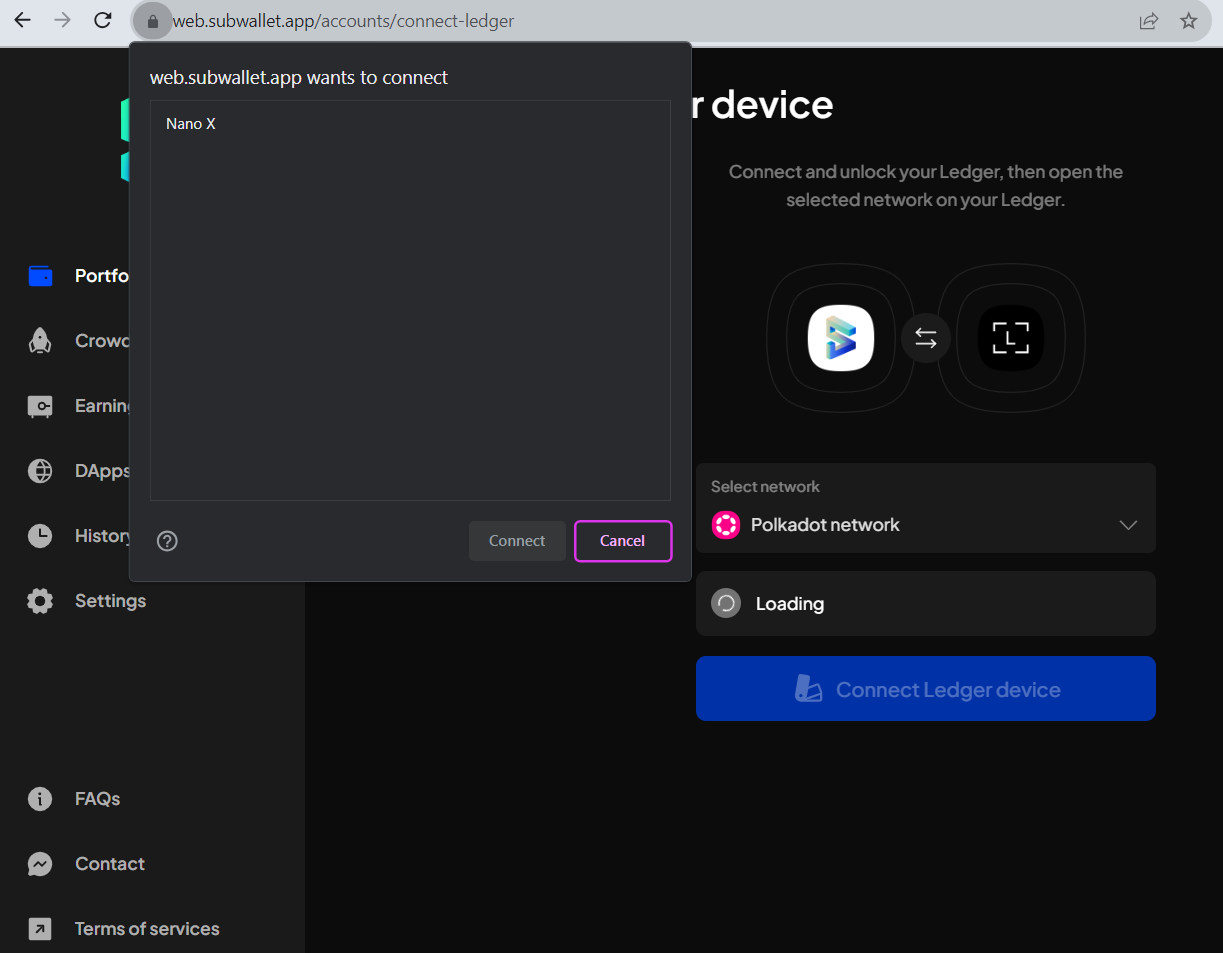 web.subwallet.app/accounts/connect-ledger
web.subwallet.app wants to connect
Nano X
Connect
Cancel
r device
Connect and unlock your Ledger, then open the
selected network on your Ledger.
L
Select network
Polkadot network
Loading
Connect Ledger device
Portfo
Crowd
Earning
DApps
History
Settings
FAQs
Contact
Terms of services